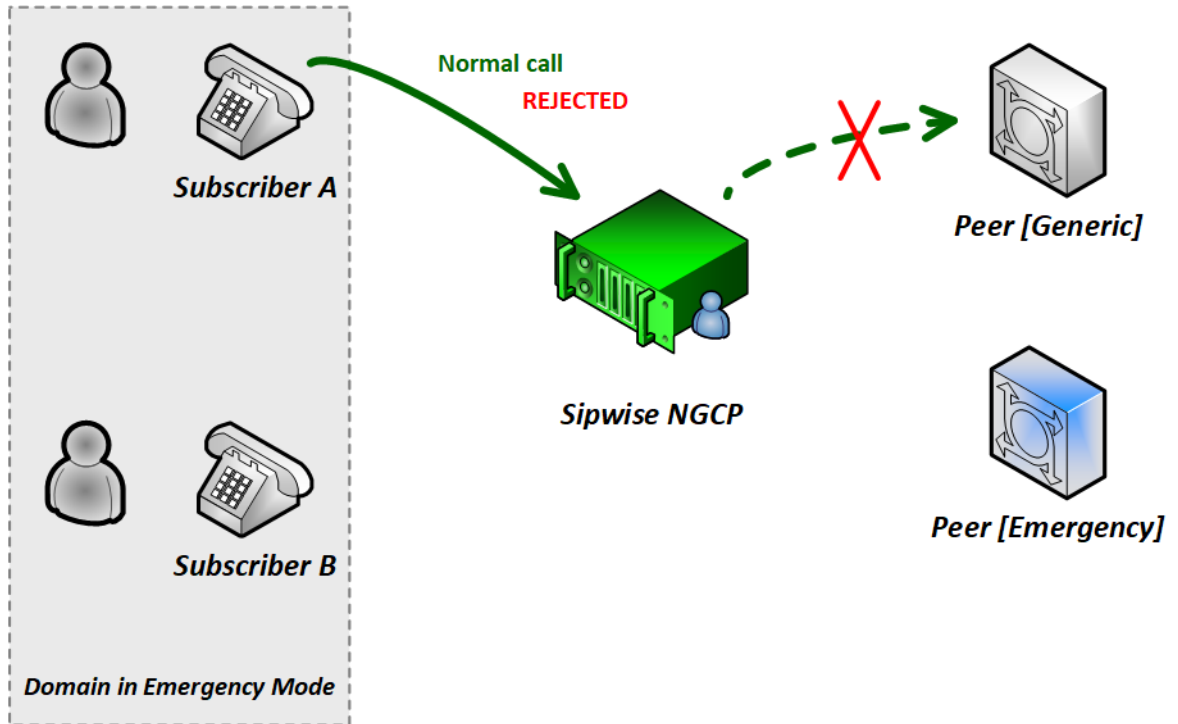 Normal call
REJECTED
Subscriber A
Peer [Generic]
Sipwise NGCP
Peer [Emergency]
Subscriber B
Domain in Emergency Mode